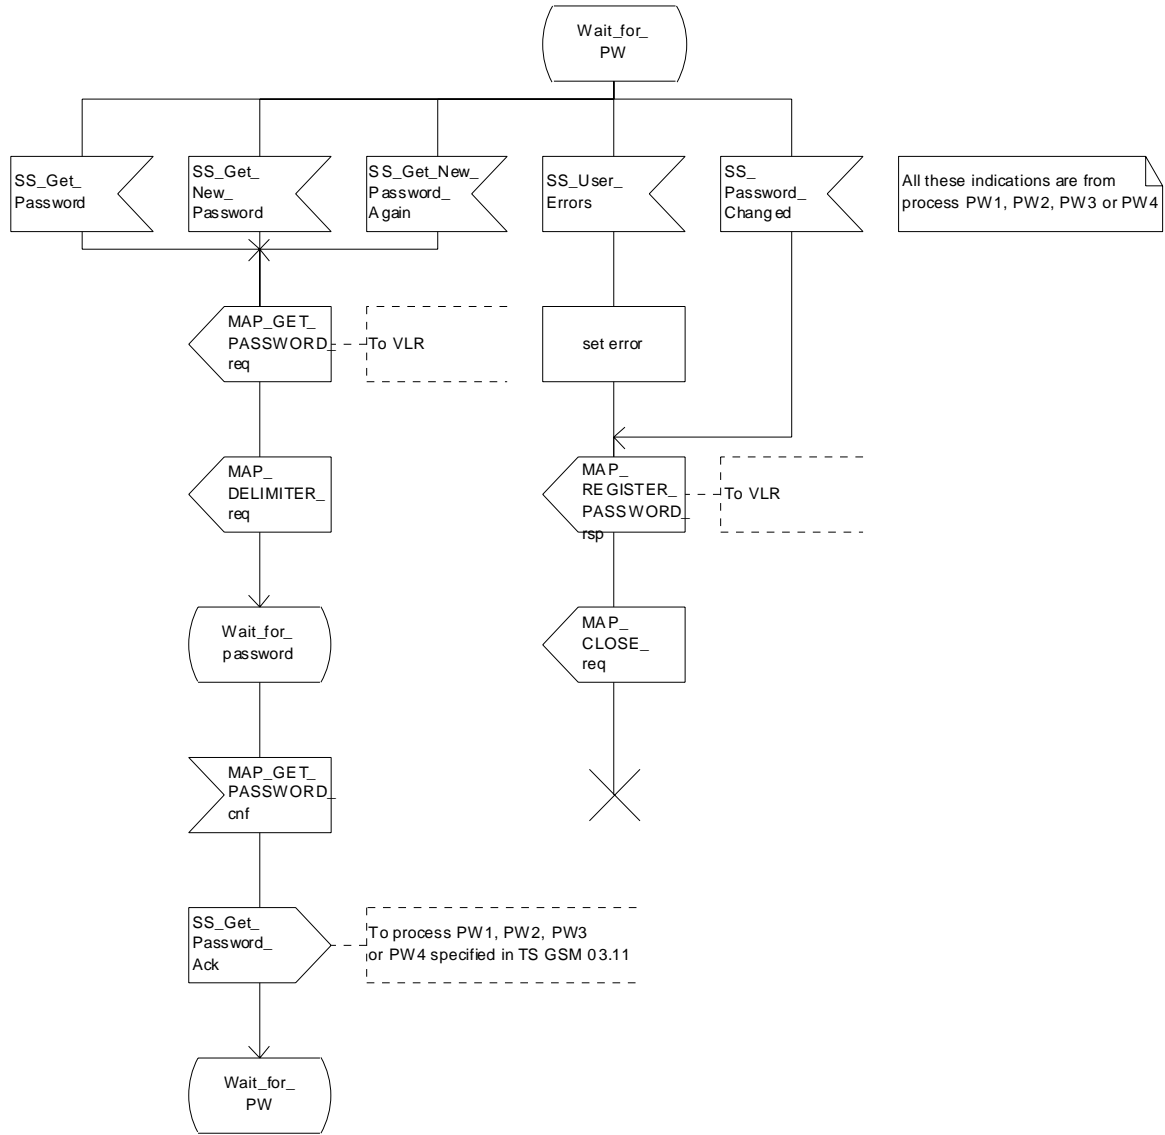 Wait_for_
PW
SS_Get_
Password
SS_Get_
New_
Password
SS_Get_New_
Password_
Again
SS_User_
Errors
SS_
Password_
Changed
All these indications are from
process PW1, PW2, PW3 or PW4
MAP_GET_
PASSWORD_
req
To VLR
set error
MAP_
DELIMITER_
req
MAP_
REGISTER_
PASSWORD_
rsp
To VLR
Wait_for_
password
MAP_
CLOSE_
req
MAP_GET_
PASSWORD_
cnf
SS_Get_
Password_
Ack
To process PW1, PW2, PW3
or PW4 specified in TS GSM 03.11
Wait_for_
PW